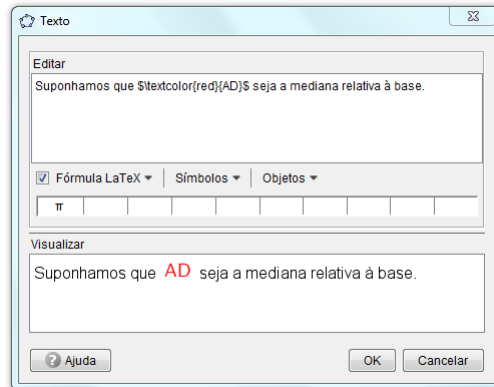 Texto
Editar
Suponhamos que $\textcolor{red}{AD}$ seja a mediana relativa à base.
Fórmula LaTeX Símbolos Objetos
π
Visualizar
Suponhamos que AD seja a mediana relativa à base.
? Ajuda OK Cancelar